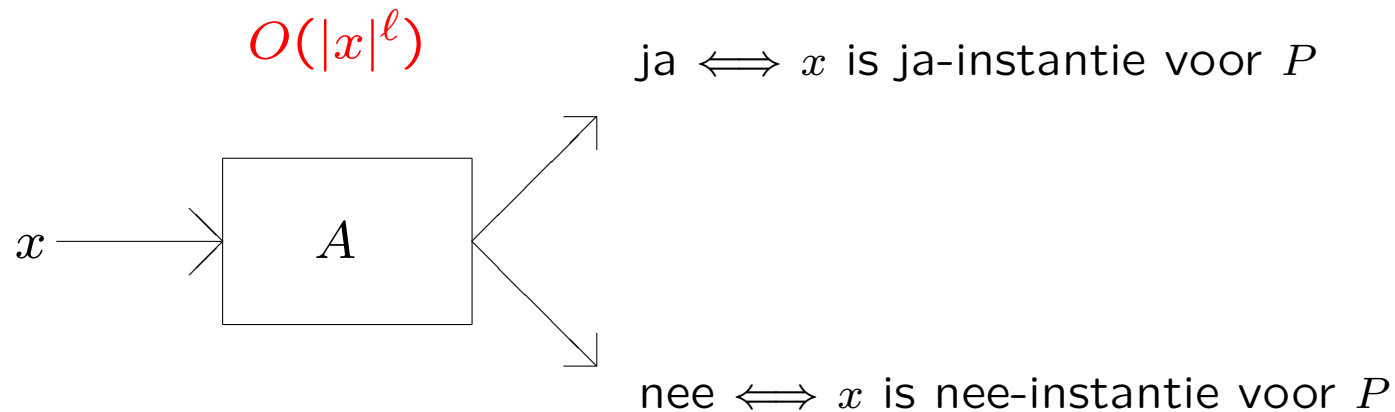 O(|x|^ℓ)
ja ⟺ x is ja-instantie voor P
x
A
nee ⟺ x is nee-instantie voor P